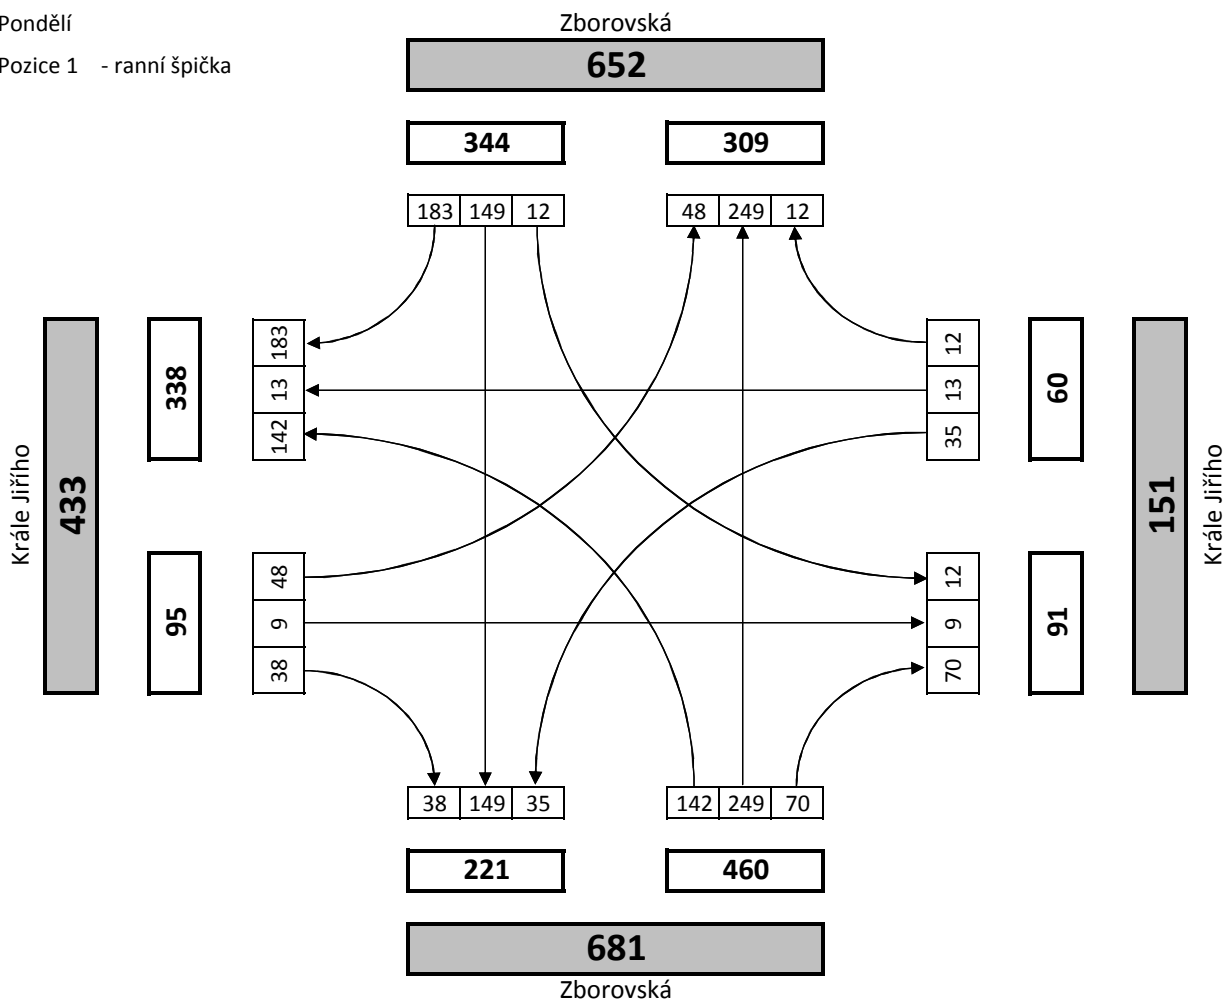 Pondělí
Zborovská
Pozice 1 - ranní špička
652
344 309
183 149 12 48 249 12
183 12
13 13
142 35
338 60
Krále Jiřího 433 151 Krále Jiřího
48 12
9 9
38 70
95 91
38 149 35 142 249 70
221 460
681
Zborovská